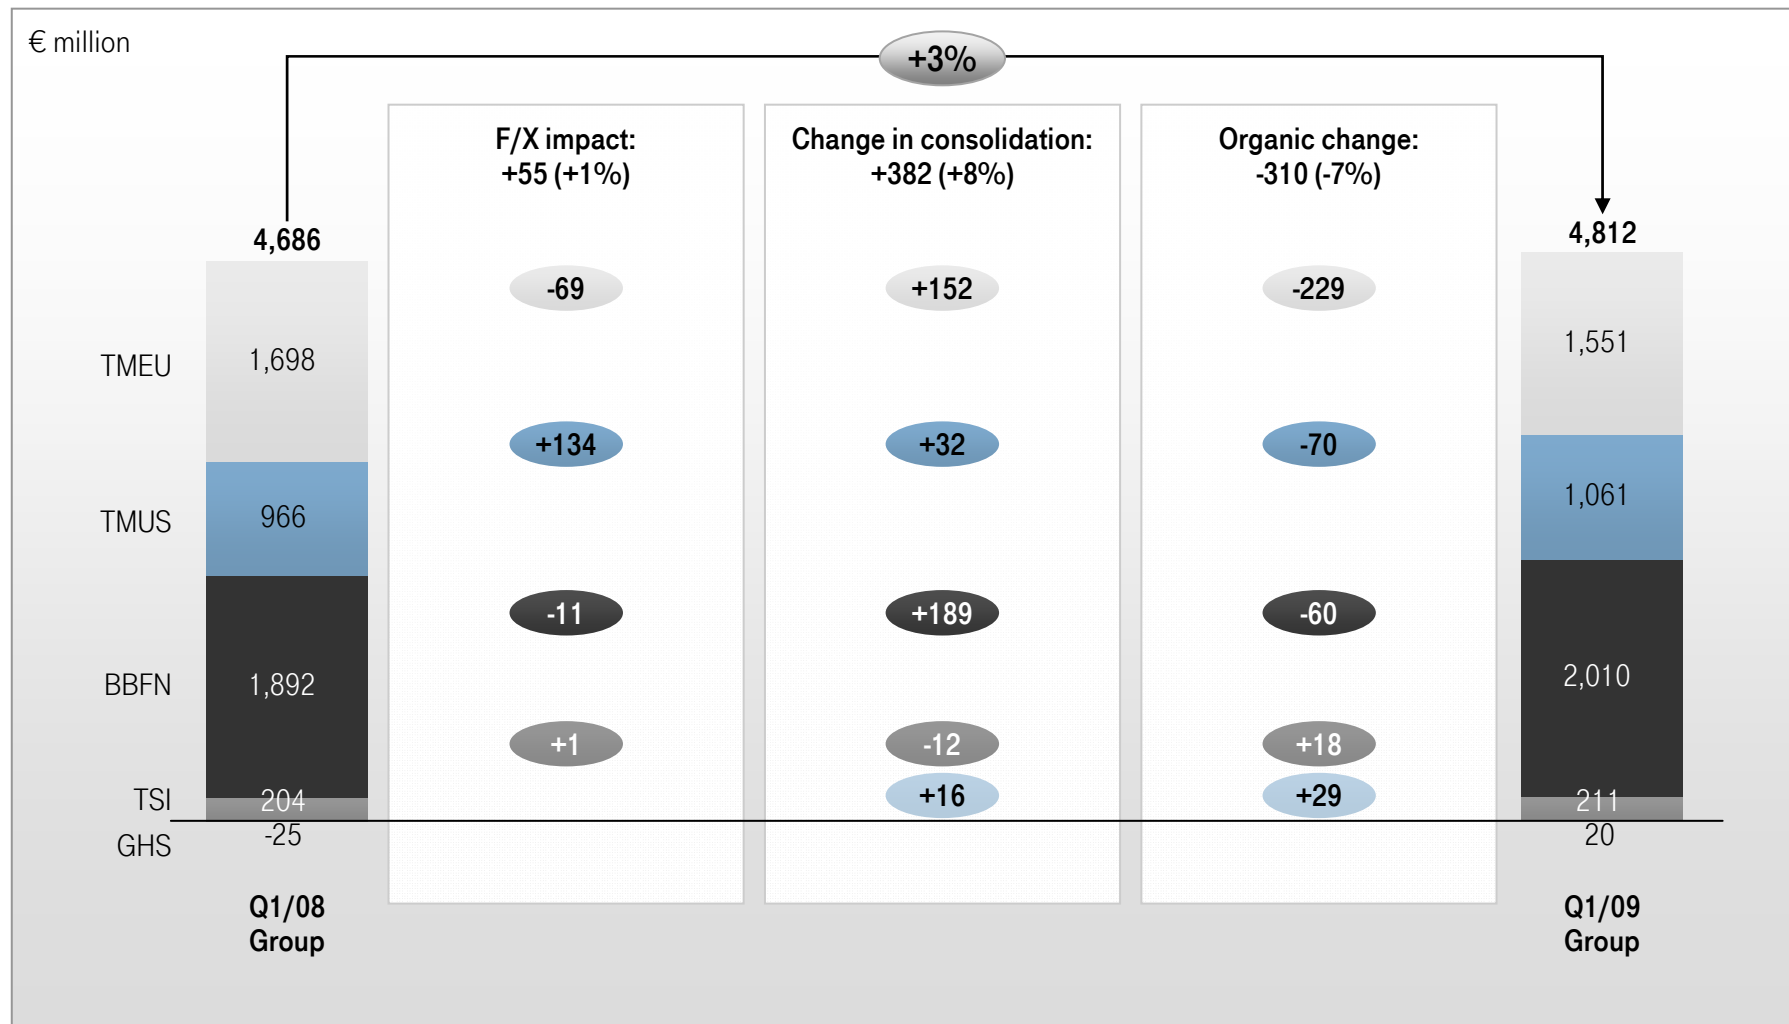 € million
+3%
F/X impact:
+55 (+1%)
Change in consolidation:
+382 (+8%)
Organic change:
-310 (-7%)
4,686
4,812
-69
+152
-229
TMEU
1,698
1,551
+134
+32
-70
TMUS
966
1,061
-11
+189
-60
BBFN
1,892
2,010
+1
-12
+18
TSI
204
+16
+29
211
GHS
-25
20
Q1/08
Group
Q1/09
Group